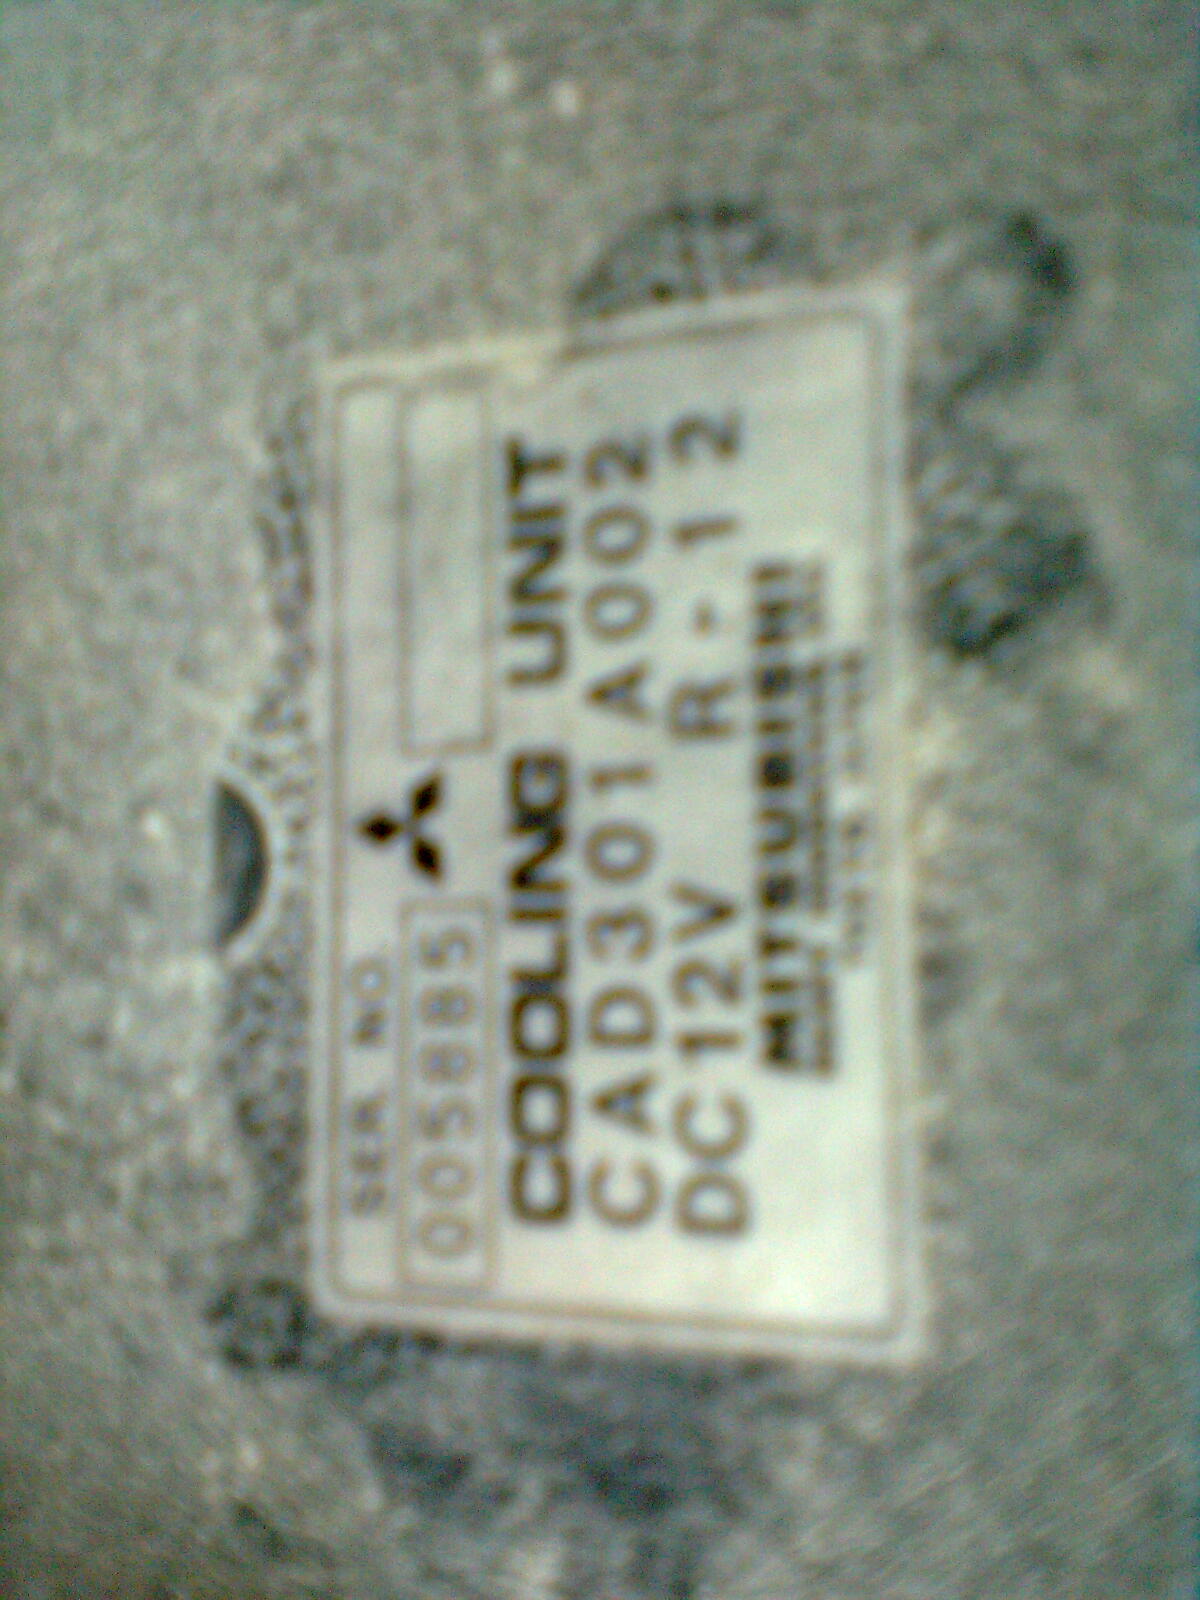 SER NO
005885
COOLING UNIT
CAD301A002
DC12V R-12
MITSUBISHI